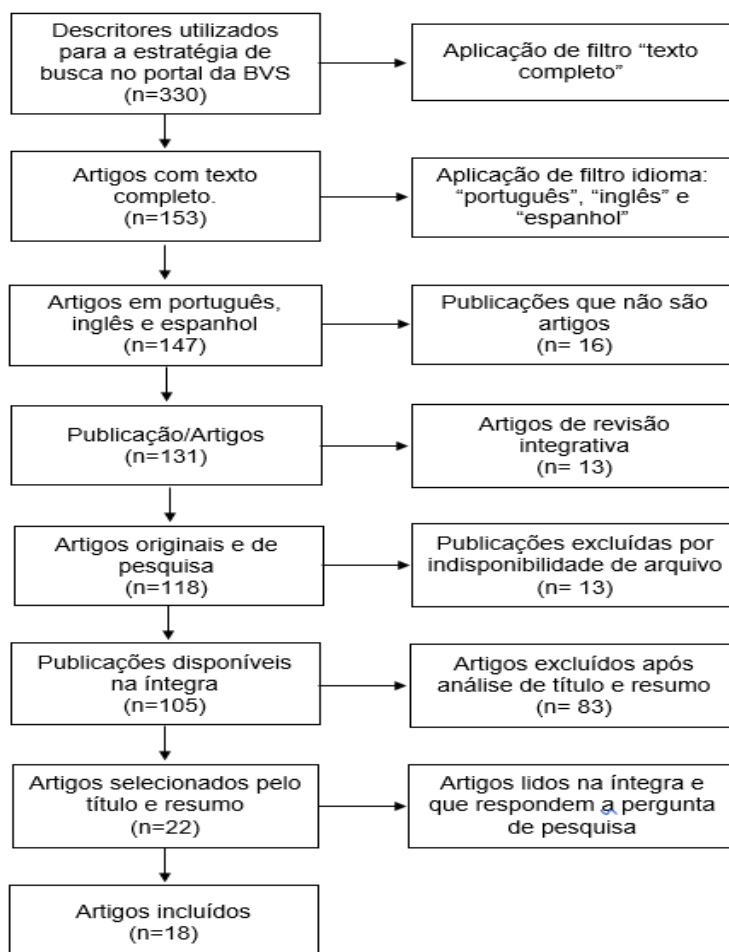 Descritores utilizados
para a estratégia de
busca no portal da BVS
(n=330)
Aplicação de filtro “texto
completo”
Artigos com texto
completo.
(n=153)
Aplicação de filtro idioma:
“português”, “inglês” e
“espanhol”
Artigos em português,
inglês e espanhol
(n=147)
Publicações que não são
artigos
(n= 16)
Publicação/Artigos
(n=131)
Artigos de revisão
integrativa
(n= 13)
Artigos originais e de
pesquisa
(n=118)
Publicações excluídas por
indisponibilidade de arquivo
(n= 13)
Publicações disponíveis
na íntegra
(n=105)
Artigos excluídos após
análise de título e resumo
(n= 83)
Artigos selecionados pelo
título e resumo
(n=22)
Artigos lidos na íntegra e
que respondem a pergunta
de pesquisa
Artigos incluídos
(n=18)